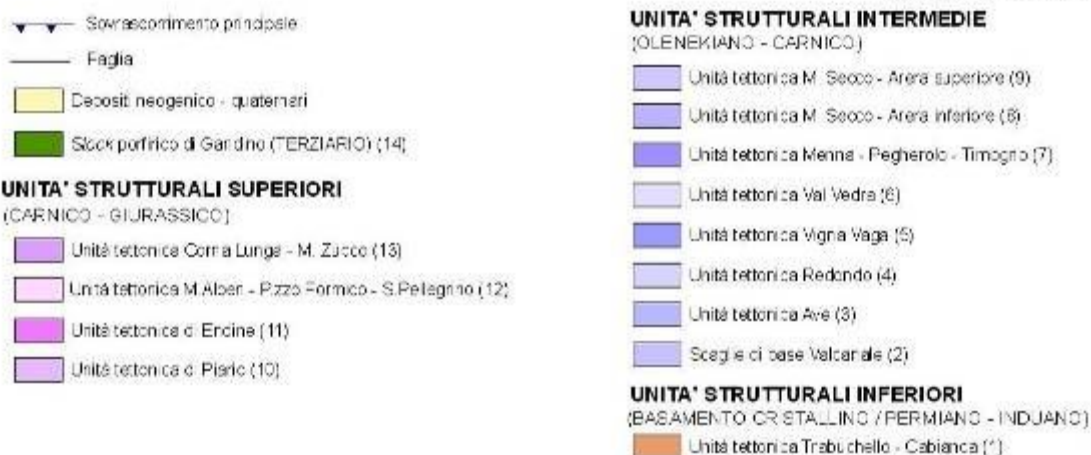 Sovrascorrimento principale
Faglia
Depositi neogenico - quaternari
Stock porfirico di Gandino (TERZIARIO) (14)
UNITA' STRUTTURALI SUPERIORI
(CARNICO - GIURASSICO)
Unità tettonica Corna Lunga - M. Zucco (13)
Unità tettonica M.Alben - Pizzo Formico - S.Pellegrino (12)
Unità tettonica di Endine (11)
Unità tettonica di Piario (10)
UNITA' STRUTTURALI INTERMEDIE
(OLENEKIANO - CARNICO)
Unità tettonica M. Secco - Arera superiore (9)
Unità tettonica M. Secco - Arera inferiore (8)
Unità tettonica Menna - Pegherolo - Timogno (7)
Unità tettonica Val Vedra (6)
Unità tettonica Vigna Vaga (5)
Unità tettonica Redondo (4)
Unità tettonica Ave (3)
Scaglie di base Valcanale (2)
UNITA' STRUTTURALI INFERIORI
(BASAMENTO CRISTALLINO / PERMIANO - INDUANO)
Unità tettonica Trabuchello - Cabianca (1)